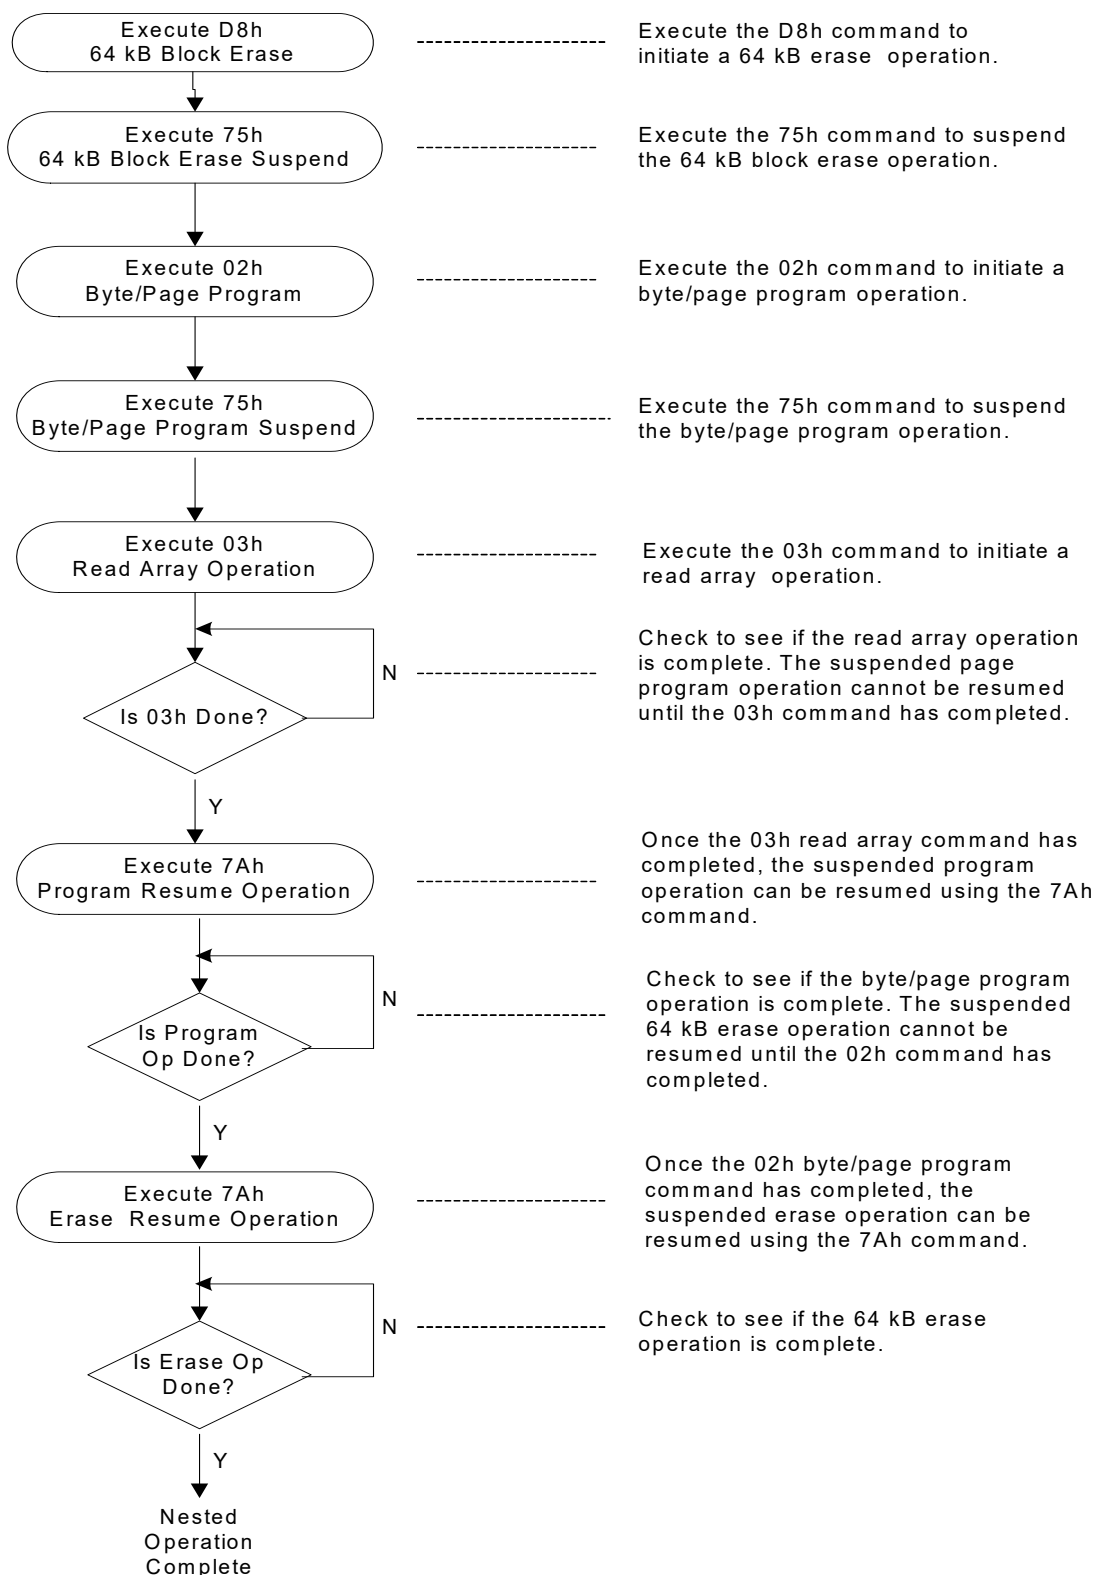 Execute D8h
64 kB Block Erase
Execute the D8h command to
initiate a 64 kB erase operation.
Execute 75h
64 kB Block Erase Suspend
Execute the 75h command to suspend
the 64 kB block erase operation.
Execute 02h
Byte/Page Program
Execute the 02h command to initiate a
byte/page program operation.
Execute 75h
Byte/Page Program Suspend
Execute the 75h command to suspend
the byte/page program operation.
Execute 03h
Read Array Operation
Execute the 03h command to initiate a
read array operation.
Is 03h Done?
N
Check to see if the read array operation
is complete. The suspended page
program operation cannot be resumed
until the 03h command has completed.
Y
Execute 7Ah
Program Resume Operation
Once the 03h read array command has
completed, the suspended program
operation can be resumed using the 7Ah
command.
Is Program
Op Done?
N
Check to see if the byte/page program
operation is complete. The suspended
64 kB erase operation cannot be
resumed until the 02h command has
completed.
Y
Execute 7Ah
Erase Resume Operation
Once the 02h byte/page program
command has completed, the
suspended erase operation can be
resumed using the 7Ah command.
Is Erase Op
Done?
N
Check to see if the 64 kB erase
operation is complete.
Y
Nested
Operation
Complete